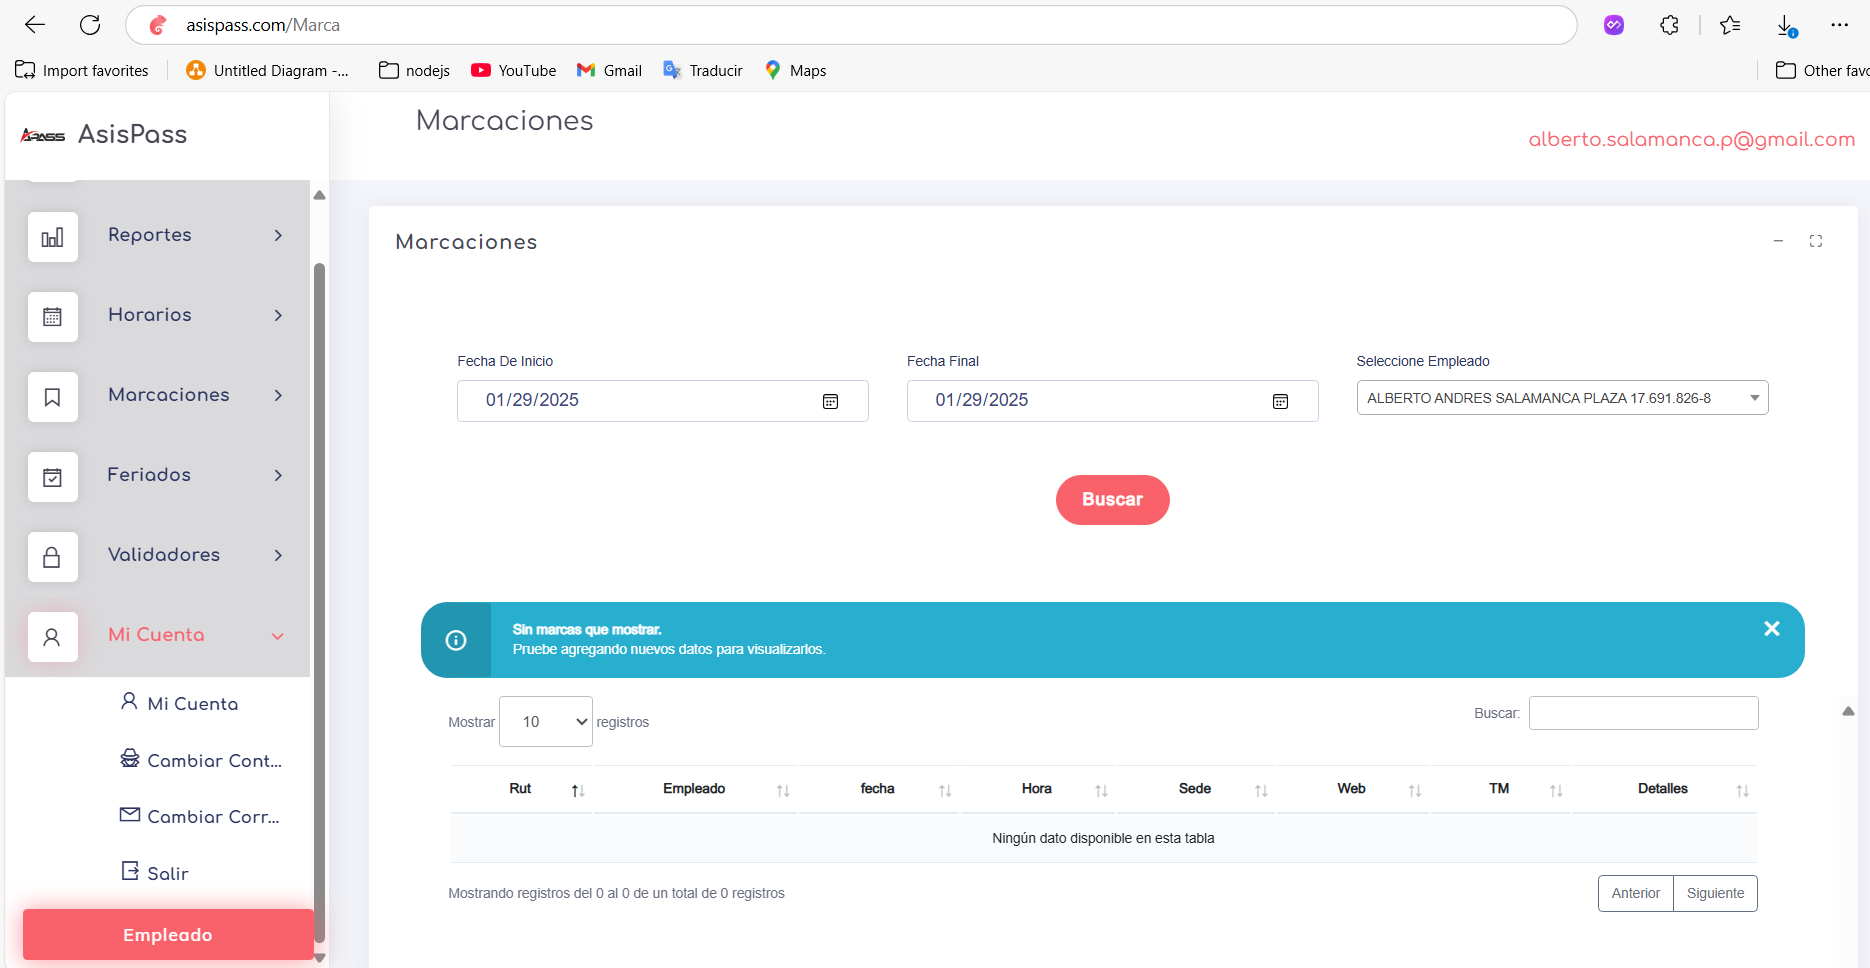 asispass.com/Marca
Import favorites
Untitled Diagram -...
nodejs
YouTube
Gmail
Traducir
Maps
Other favo
APASS
AsisPass
Marcaciones
alberto.salamanca.p@gmail.com
Reportes
Horarios
Marcaciones
Feriados
Validadores
Mi Cuenta
Mi Cuenta
Cambiar Cont...
Cambiar Corr...
Salir
Empleado
Marcaciones
Fecha De Inicio
Fecha Final
Seleccione Empleado
01/29/2025
01/29/2025
ALBERTO ANDRES SALAMANCA PLAZA 17.691.826-8
Buscar
Sin marcas que mostrar.
Pruebe agregando nuevos datos para visualizarlos.
Mostrar 10 registros
Buscar:
Rut Empleado fecha Hora Sede Web TM Detalles
Ningún dato disponible en esta tabla
Mostrando registros del 0 al 0 de un total de 0 registros
Anterior Siguiente